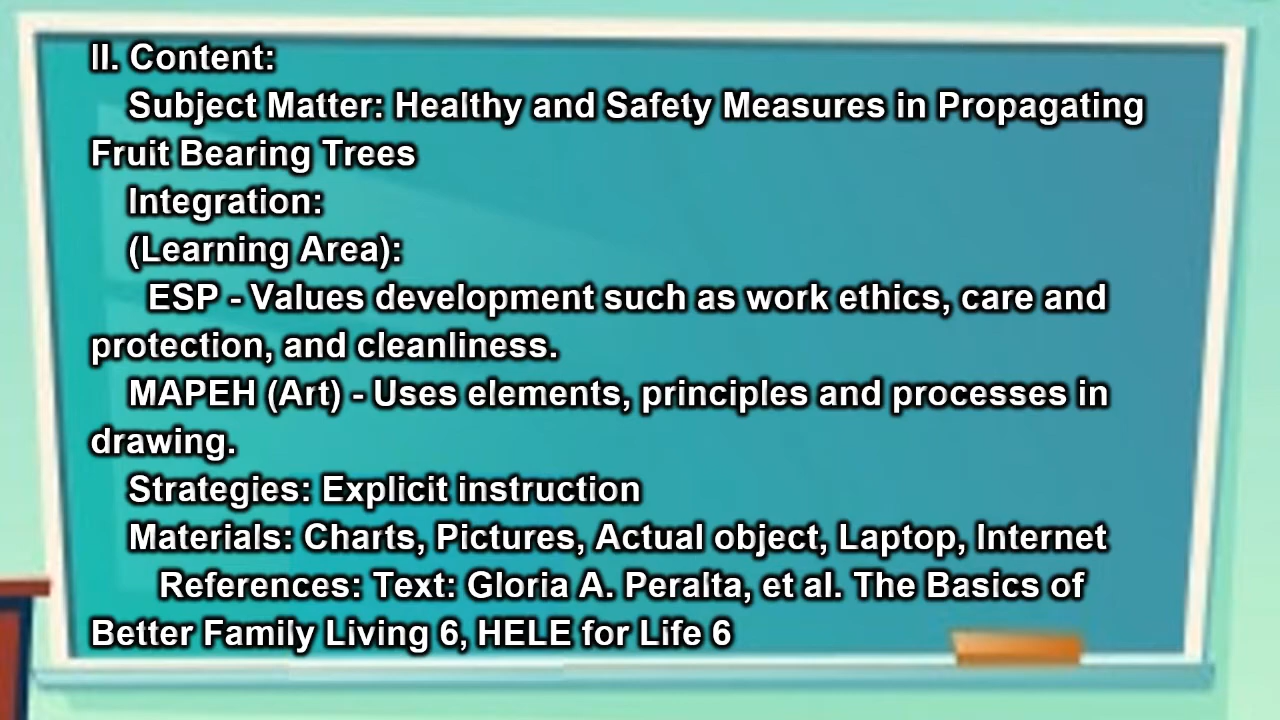 II. Content:
Subject Matter: Healthy and Safety Measures in Propagating
Fruit Bearing Trees
Integration:
(Learning Area):
ESP - Values development such as work ethics, care and
protection, and cleanliness.
MAPEH (Art) - Uses elements, principles and processes in
drawing.
Strategies: Explicit instruction
Materials: Charts, Pictures, Actual object, Laptop, Internet
References: Text: Gloria A. Peralta, et al. The Basics of
Better Family Living 6, HELE for Life 6